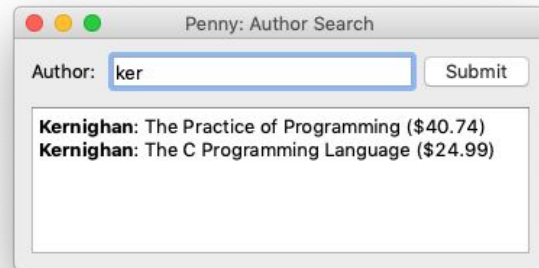 Penny: Author Search
Author: ker Submit
Kernighan: The Practice of Programming ($40.74)
Kernighan: The C Programming Language ($24.99)